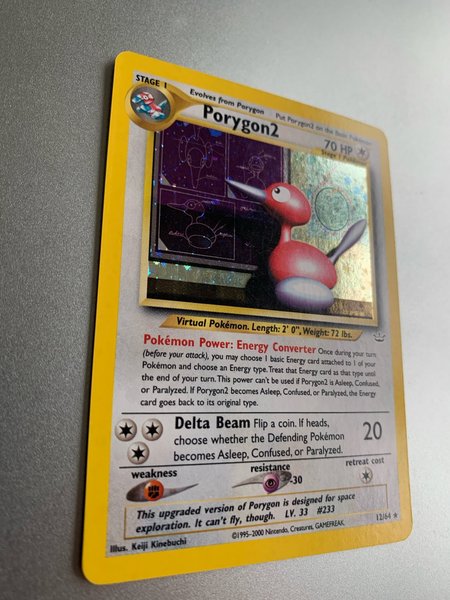 STAGE 1 Evolves from Porygon Put Porygon2 on the Basic Pokémon
Porygon2 70 HP
Stage 1 Pokémon
Virtual Pokémon. Length: 2' 0", Weight: 72 lbs.
Pokémon Power: Energy Converter Once during your turn
(before your attack), you may choose 1 basic Energy card attached to 1 of your
Pokémon and choose an Energy type. Treat that Energy card as that type until
the end of your turn. This power can't be used if Porygon2 is Asleep, Confused,
or Paralyzed. If Porygon2 becomes Asleep, Confused, or Paralyzed, the Energy
card goes back to its original type.
Delta Beam Flip a coin. If heads,
choose whether the Defending Pokémon
becomes Asleep, Confused, or Paralyzed.
20
weakness
resistance
-30
retreat cost
This upgraded version of Porygon is designed for space
exploration. It can't fly, though. LV. 33 #233
Illus. Keiji Kinebuchi
©1995-2000 Nintendo, Creatures, GAMEFREAK.
12/64 ★